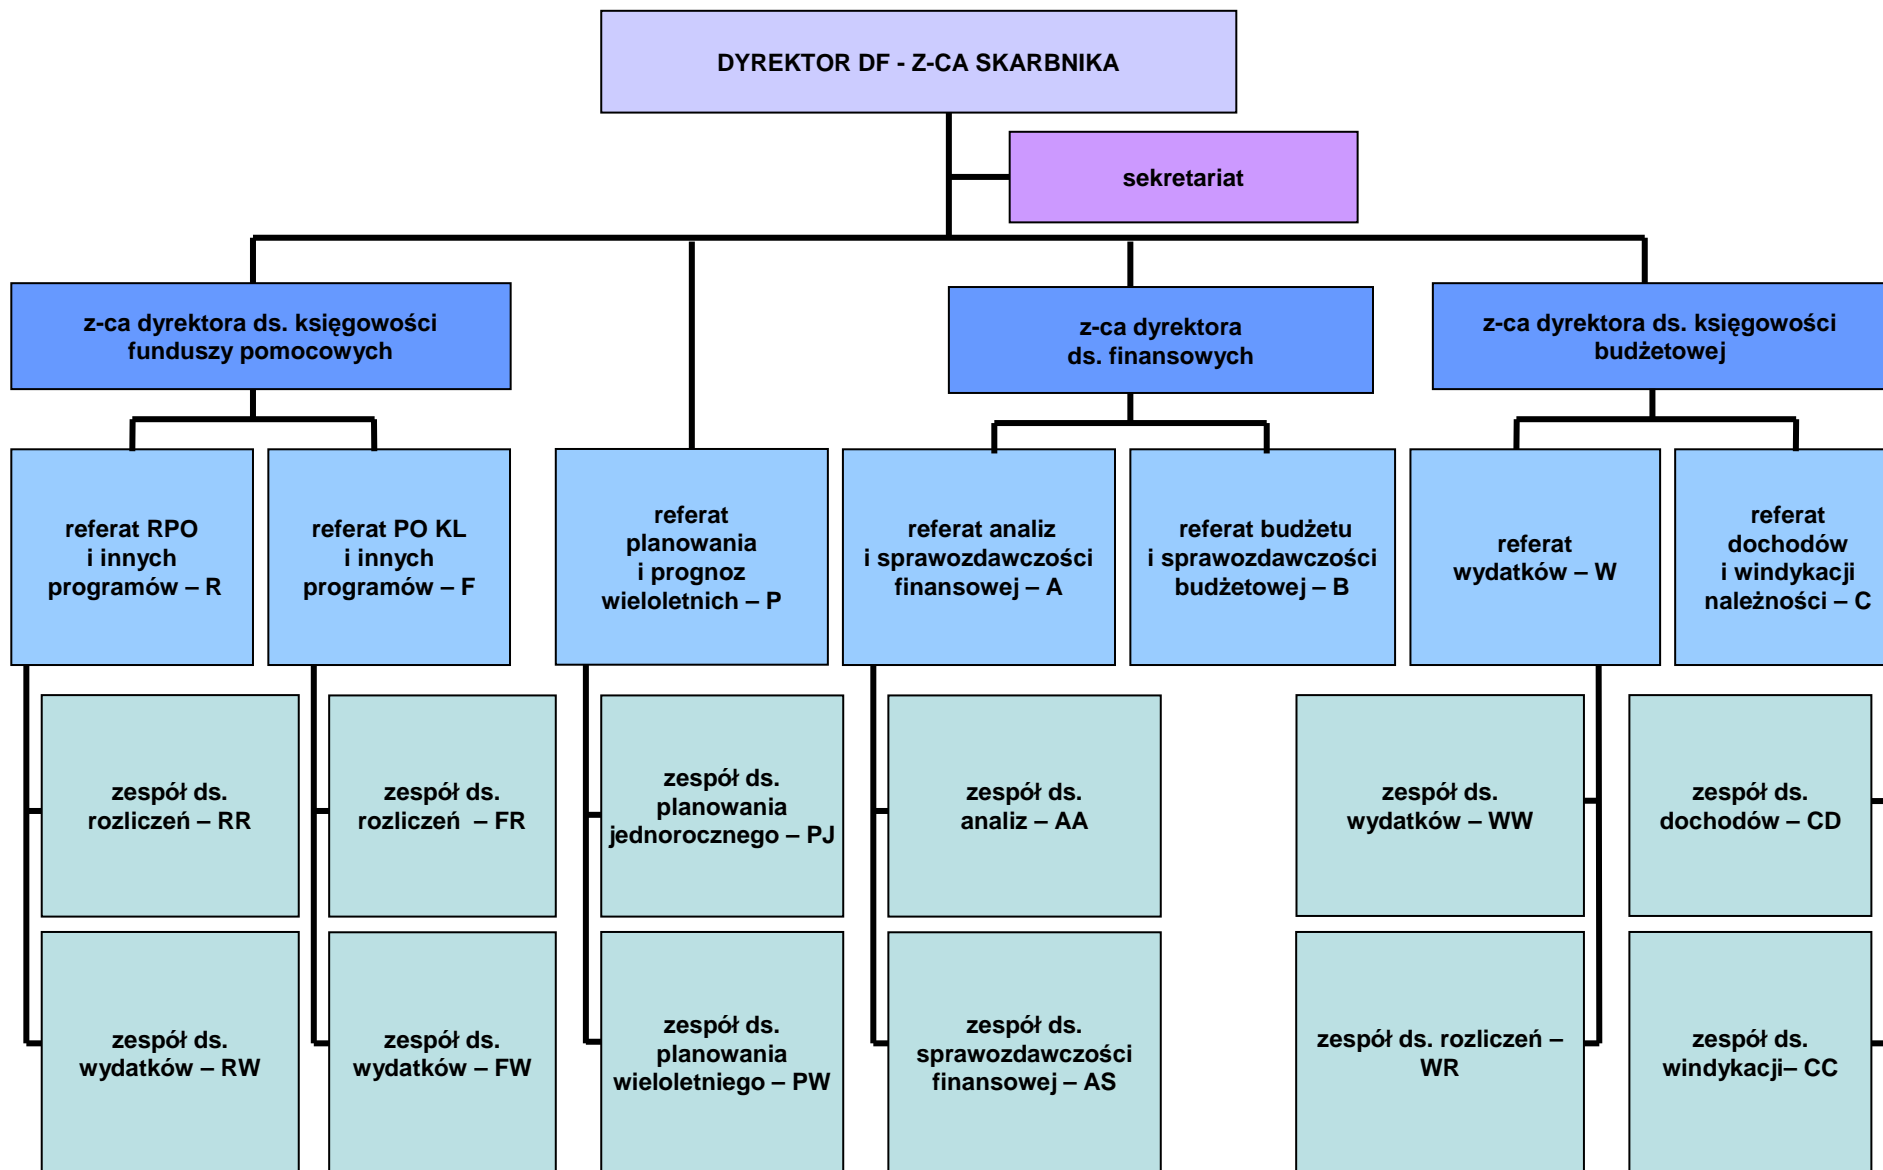 DYREKTOR DF - Z-CA SKARBNIKA
sekretariat
z-ca dyrektora ds. księgowości
funduszy pomocowych
z-ca dyrektora
ds. finansowych
z-ca dyrektora ds. księgowości
budżetowej
referat RPO
i innych
programów – R
referat PO KL
i innych
programów – F
referat
planowania
i prognoz
wieloletnich – P
referat analiz
i sprawozdawczości
finansowej – A
referat budżetu
i sprawozdawczości
budżetowej – B
referat
wydatków – W
referat
dochodów
i windykacji
należności – C
zespół ds.
rozliczeń – RR
zespół ds.
rozliczeń  – FR
zespół ds.
planowania
jednorocznego – PJ
zespół ds.
analiz – AA
zespół ds.
wydatków – WW
zespół ds.
dochodów – CD
zespół ds.
wydatków – RW
zespół ds.
wydatków – FW
zespół ds.
planowania
wieloletniego – PW
zespół ds.
sprawozdawczości
finansowej – AS
zespół ds. rozliczeń –
WR
zespół ds.
windykacji– CC